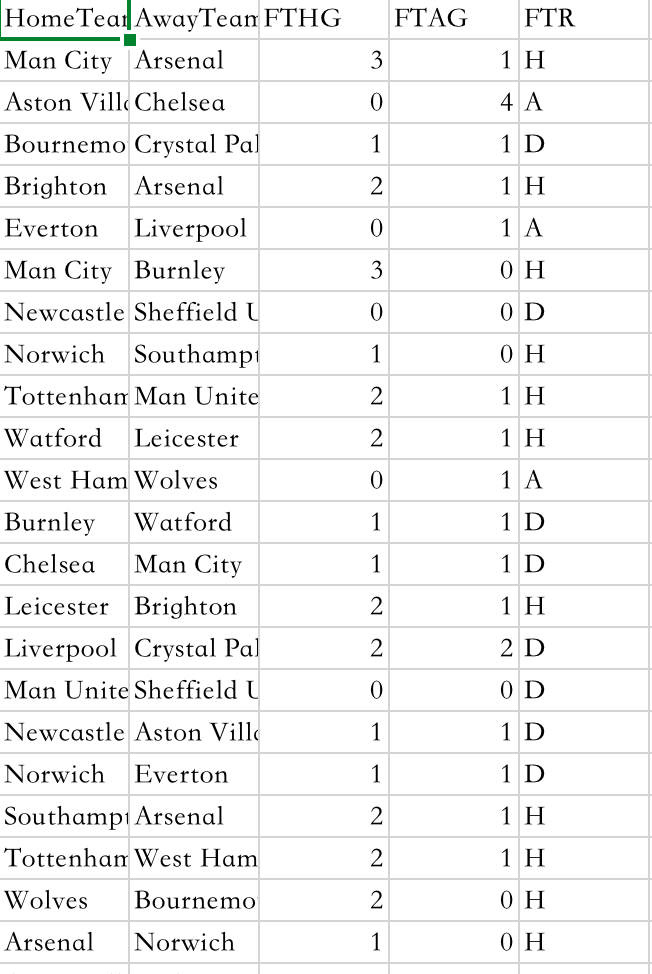 HomeTear AwayTeam FTHG FTAG FTR
Man City Arsenal 3 1 H
Aston Villa Chelsea 0 4 A
Bournemo Crystal Pal 1 1 D
Brighton Arsenal 2 1 H
Everton Liverpool 0 1 A
Man City Burnley 3 0 H
Newcastle Sheffield U 0 0 D
Norwich Southampt 1 0 H
Tottenham Man Unite 2 1 H
Watford Leicester 2 1 H
West Ham Wolves 0 1 A
Burnley Watford 1 1 D
Chelsea Man City 1 1 D
Leicester Brighton 2 1 H
Liverpool Crystal Pal 2 2 D
Man Unite Sheffield U 0 0 D
Newcastle Aston Villa 1 1 D
Norwich Everton 1 1 D
Southampt Arsenal 2 1 H
Tottenham West Ham 2 1 H
Wolves Bournemo 2 0 H
Arsenal Norwich 1 0 H